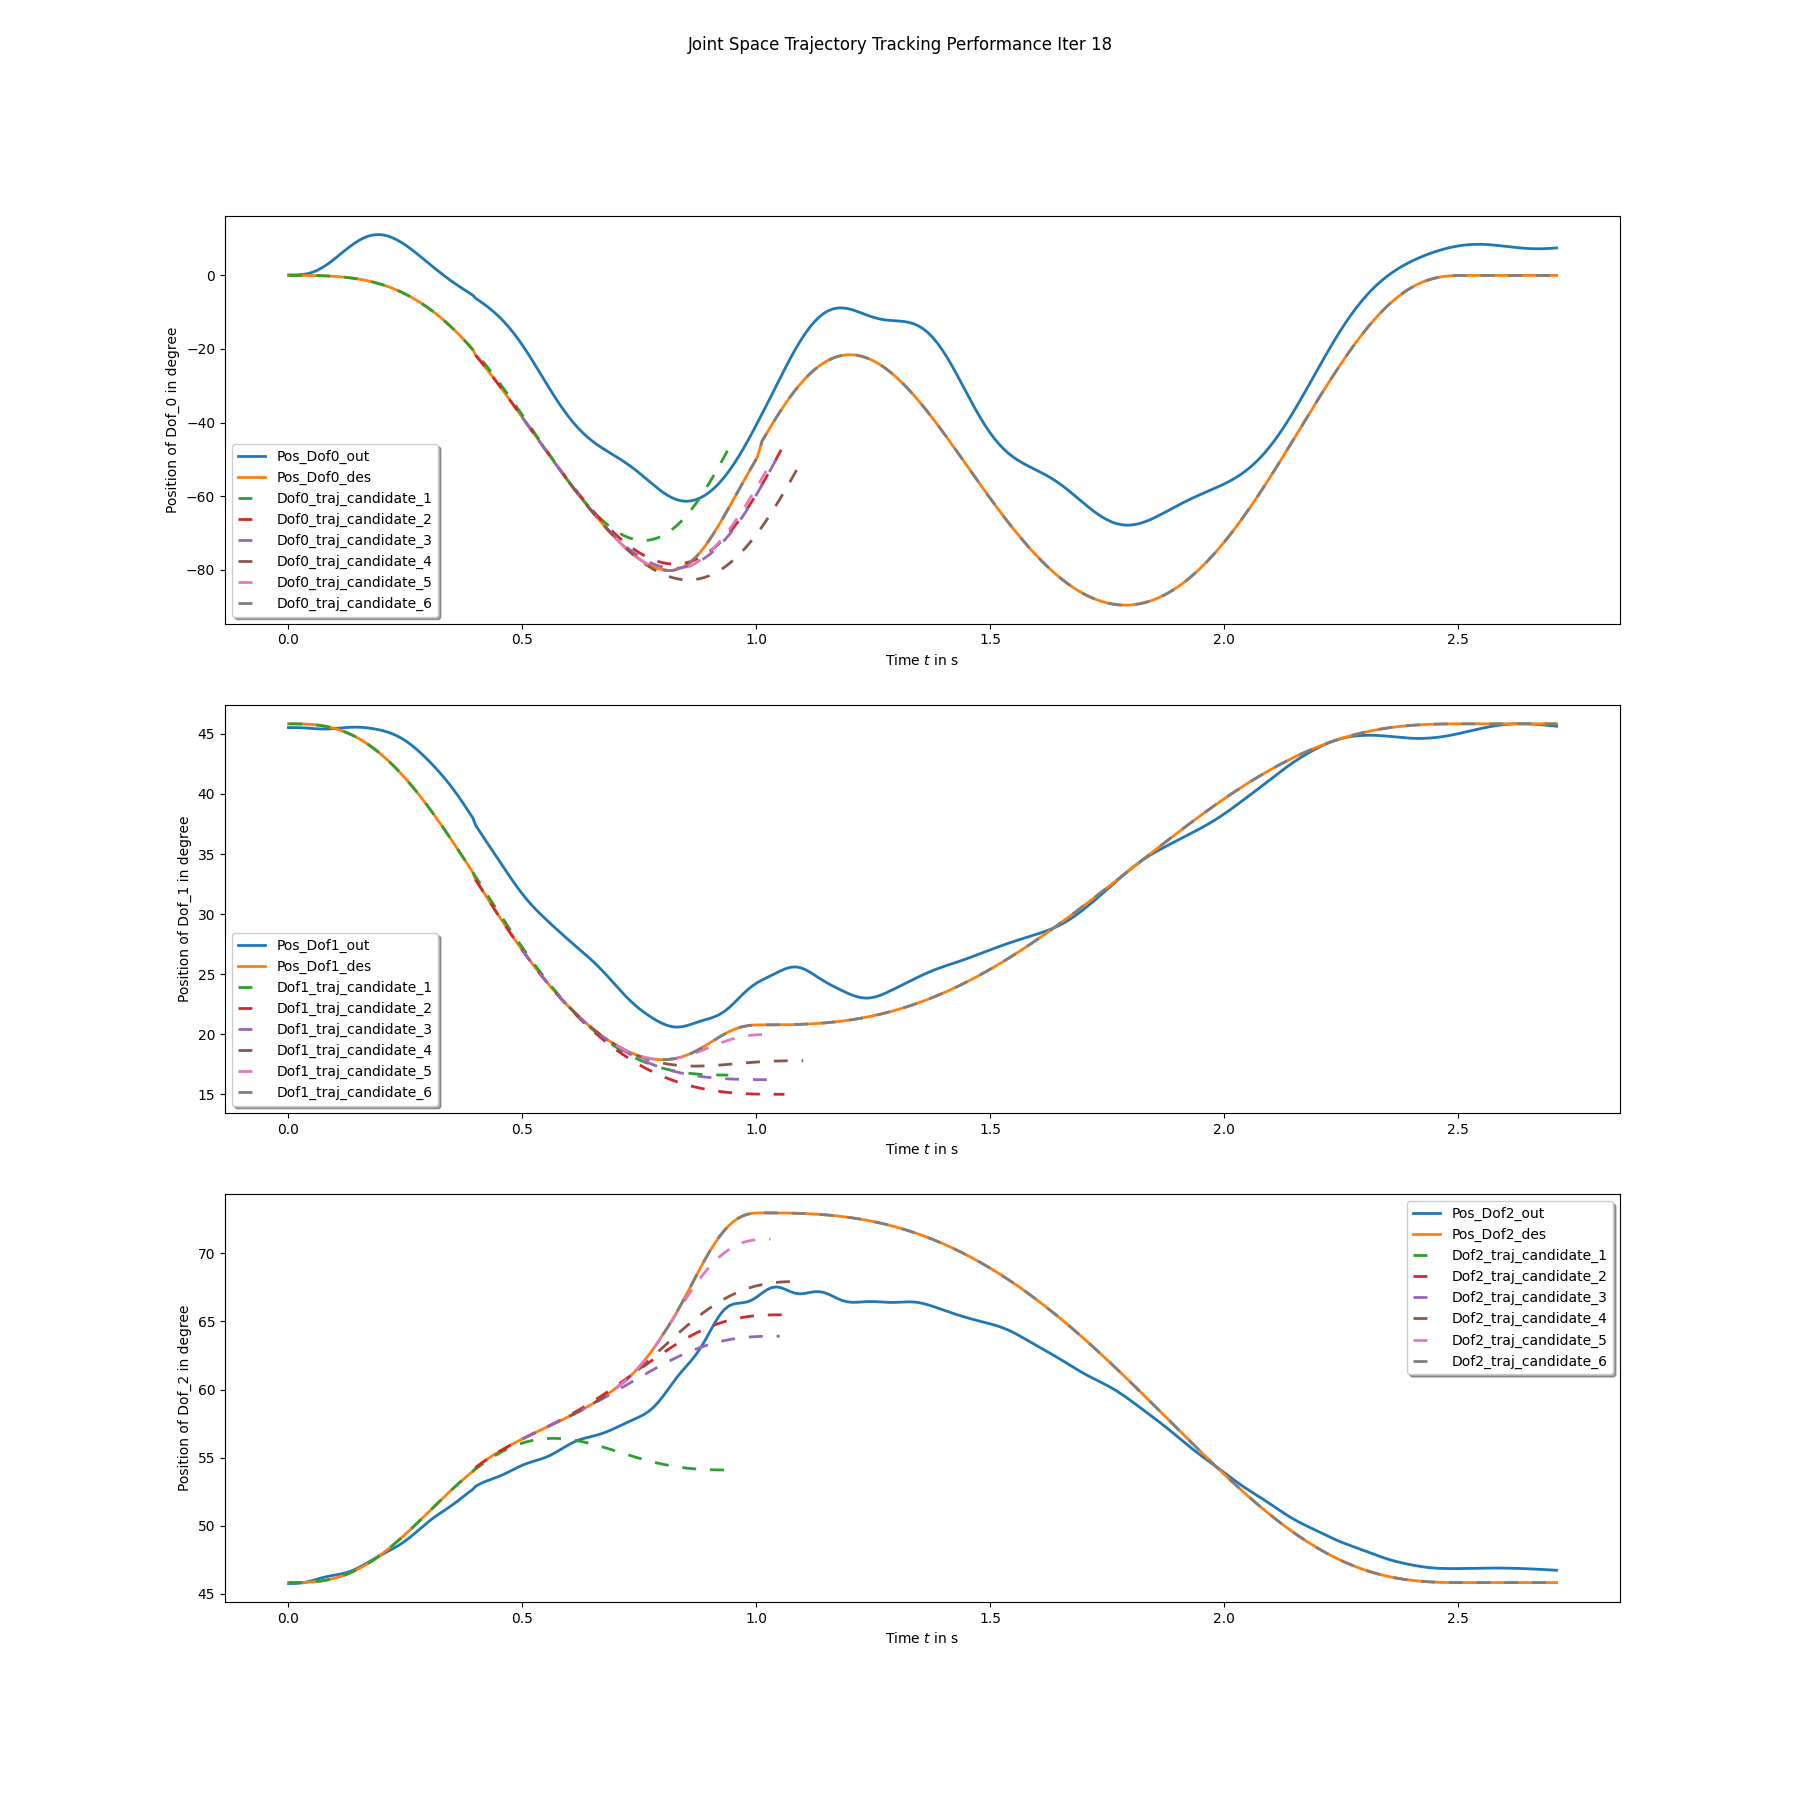 Joint Space Trajectory Tracking Performance Iter 18
Position of Dof_0 in degree
0
−20
−40
−60
−80
Pos_Dof0_out
Pos_Dof0_des
Dof0_traj_candidate_1
Dof0_traj_candidate_2
Dof0_traj_candidate_3
Dof0_traj_candidate_4
Dof0_traj_candidate_5
Dof0_traj_candidate_6
0.0 0.5 1.0 1.5 2.0 2.5
Time t in s
Position of Dof_1 in degree
45
40
35
30
25
20
15
Pos_Dof1_out
Pos_Dof1_des
Dof1_traj_candidate_1
Dof1_traj_candidate_2
Dof1_traj_candidate_3
Dof1_traj_candidate_4
Dof1_traj_candidate_5
Dof1_traj_candidate_6
0.0 0.5 1.0 1.5 2.0 2.5
Time t in s
Position of Dof_2 in degree
70
65
60
55
50
45
Pos_Dof2_out
Pos_Dof2_des
Dof2_traj_candidate_1
Dof2_traj_candidate_2
Dof2_traj_candidate_3
Dof2_traj_candidate_4
Dof2_traj_candidate_5
Dof2_traj_candidate_6
0.0 0.5 1.0 1.5 2.0 2.5
Time t in s